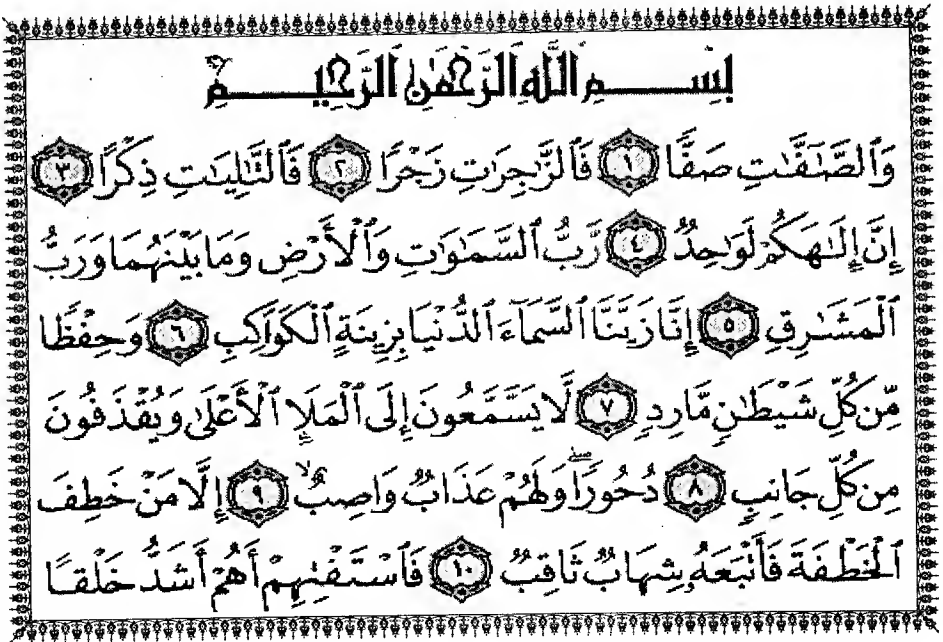 بِسْمِ ٱللَّهِ ٱلرَّحْمَٰنِ ٱلرَّحِيمِ
وَٱلصَّٰٓفَّٰتِ صَفًّا ١ فَٱلزَّٰجِرَٰتِ زَجْرًا ٢ فَٱلتَّٰلِيَٰتِ ذِكْرًا ٣
إِنَّ إِلَٰهَكُمْ لَوَٰحِدٌ ٤ رَّبُّ ٱلسَّمَٰوَٰتِ وَٱلْأَرْضِ وَمَا بَيْنَهُمَا وَرَبُّ
ٱلْمَشَٰرِقِ ٥ إِنَّا زَيَّنَّا ٱلسَّمَآءَ ٱلدُّنْيَا بِزِينَةٍ ٱلْكَوَاكِبِ ٦ وَحِفْظًا
مِّن كُلِّ شَيْطَٰنٍ مَّارِدٍ ٧ لَّا يَسَّمَّعُونَ إِلَى ٱلْمَلَإِ ٱلْأَعْلَىٰ وَيُقْذَفُونَ
مِن كُلِّ جَانِبٍ ٨ دُحُورًا ۖ وَلَهُمْ عَذَابٌ وَاصِبٌ ٩ إِلَّا مَنْ خَطِفَ
ٱلْخَطْفَةَ فَأَتْبَعَهُۥ شِهَابٌ ثَاقِبٌ ١٠ فَٱسْتَفْتِهِمْ أَهُمْ أَشَدُّ خَلْقًا